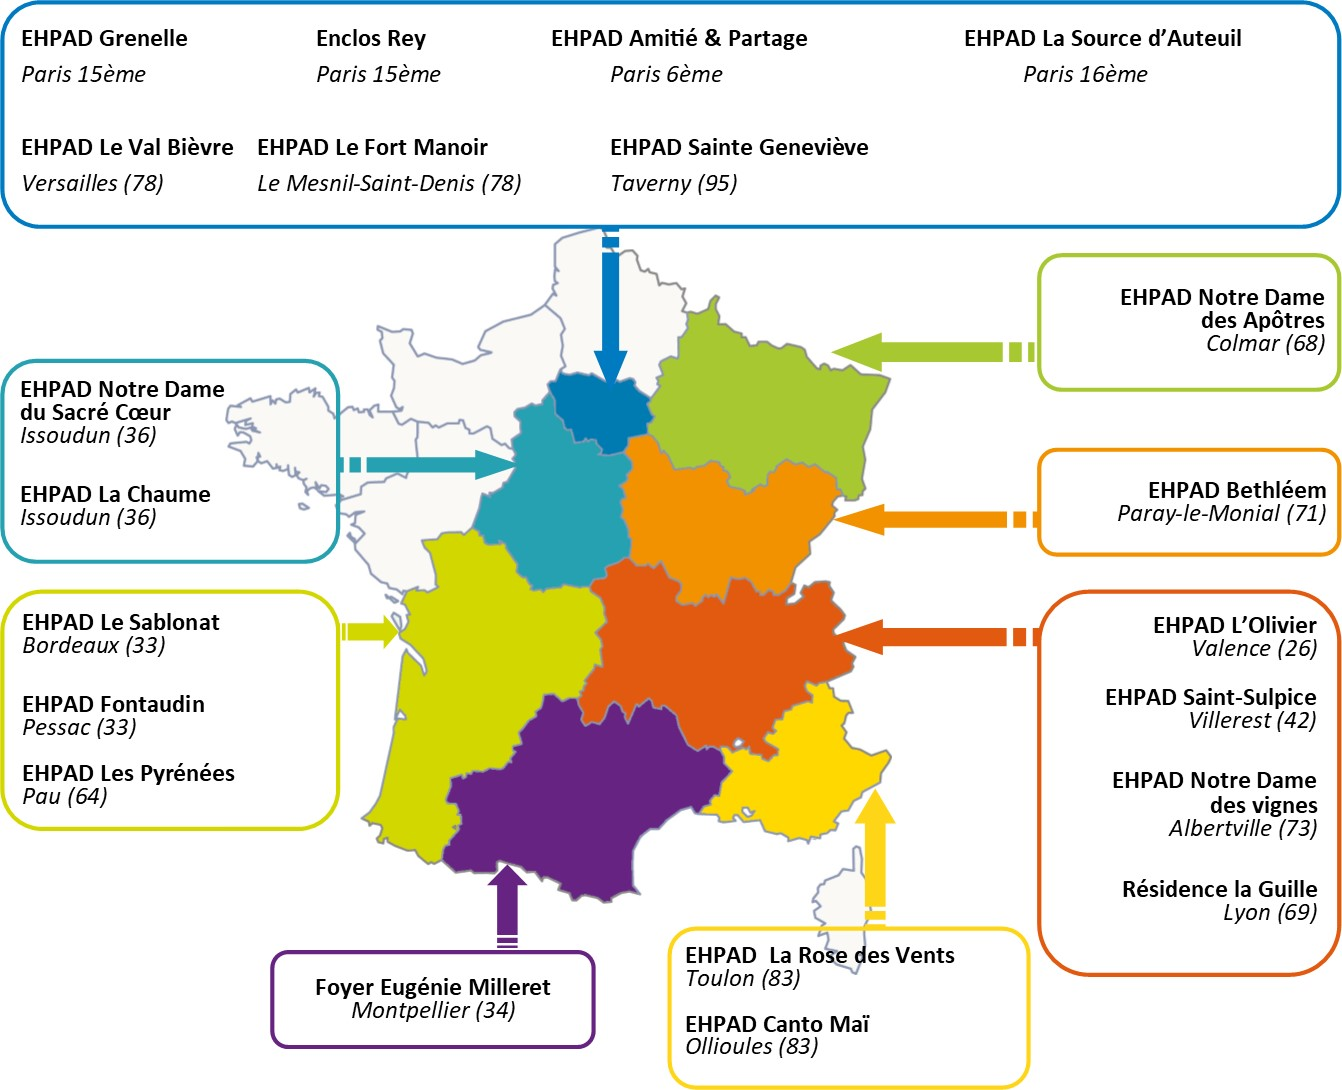 EHPAD Grenelle
Paris 15ème
Enclos Rey
Paris 15ème
EHPAD Amitié & Partage
Paris 6ème
EHPAD La Source d’Auteuil
Paris 16ème
EHPAD Le Val Bièvre
Versailles (78)
EHPAD Le Fort Manoir
Le Mesnil-Saint-Denis (78)
EHPAD Sainte Geneviève
Taverny (95)
EHPAD Notre Dame
des Apôtres
Colmar (68)
EHPAD Notre Dame
du Sacré Cœur
Issoudun (36)
EHPAD La Chaume
Issoudun (36)
EHPAD Bethléem
Paray-le-Monial (71)
EHPAD Le Sablonat
Bordeaux (33)
EHPAD Fontaudin
Pessac (33)
EHPAD Les Pyrénées
Pau (64)
EHPAD L’Olivier
Valence (26)
EHPAD Saint-Sulpice
Villerest (42)
EHPAD Notre Dame
des vignes
Albertville (73)
Résidence la Guille
Lyon (69)
Foyer Eugénie Milleret
Montpellier (34)
EHPAD La Rose des Vents
Toulon (83)
EHPAD Canto Maï
Ollioules (83)